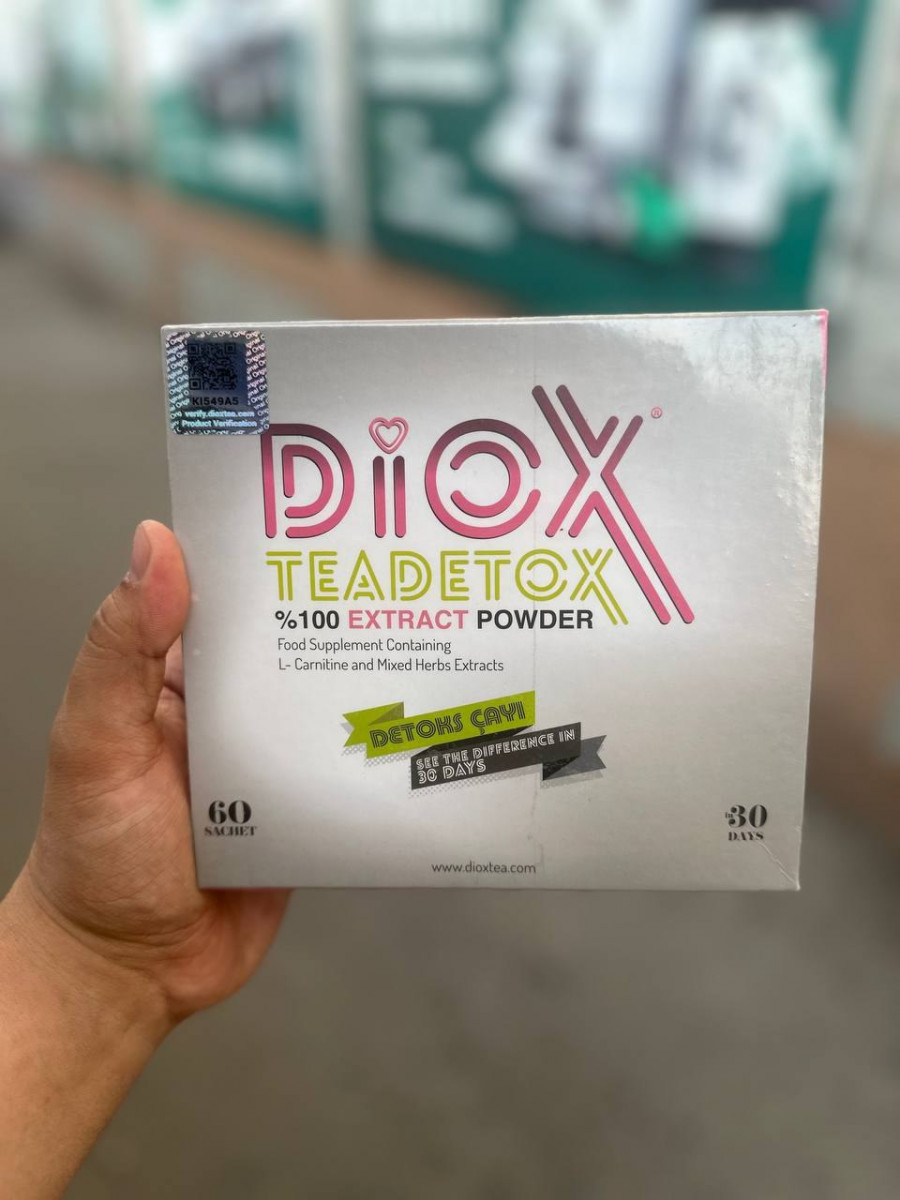 KI549A5
verify.dioxtea.com
Product Verification
DiOX®
TEADETOX
%100 EXTRACT POWDER
Food Supplement Containing
L- Carnitine and Mixed Herbs Extracts
DETOKS ÇAYI
SEE THE DIFFERENCE IN
30 DAYS
60
SACHET
in 30
DAYS
www.dioxtea.com